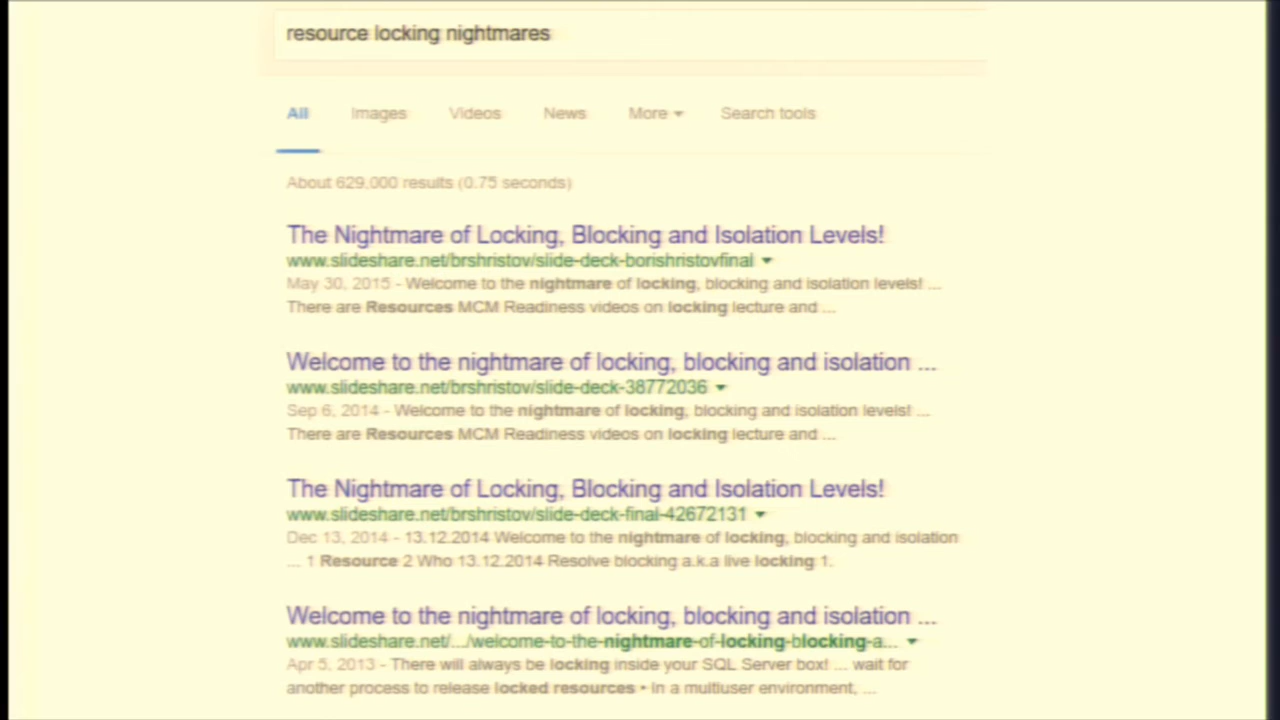 resource locking nightmares
All Images Videos News More Search tools
About 629,000 results (0.75 seconds)
The Nightmare of Locking, Blocking and Isolation Levels!
www.slideshare.net/brshristov/slide-deck-borishristovfinal
May 30, 2015 - Welcome to the nightmare of locking, blocking and isolation levels! ...
There are Resources MCM Readiness videos on locking lecture and ...
Welcome to the nightmare of locking, blocking and isolation ...
www.slideshare.net/brshristov/slide-deck-38772036
Sep 6, 2014 - Welcome to the nightmare of locking, blocking and isolation levels! ...
There are Resources MCM Readiness videos on locking lecture and ...
The Nightmare of Locking, Blocking and Isolation Levels!
www.slideshare.net/brshristov/slide-deck-final-42672131
Dec 13, 2014 - 13.12.2014 Welcome to the nightmare of locking, blocking and isolation
... 1 Resource 2 Who 13.12.2014 Resolve blocking a.k.a live locking 1.
Welcome to the nightmare of locking, blocking and isolation ...
www.slideshare.net/.../welcome-to-the-nightmare-of-locking-blocking-a...
Apr 5, 2013 - There will always be locking inside your SQL Server box! ... wait for
another process to release locked resources • In a multiuser environment, ...